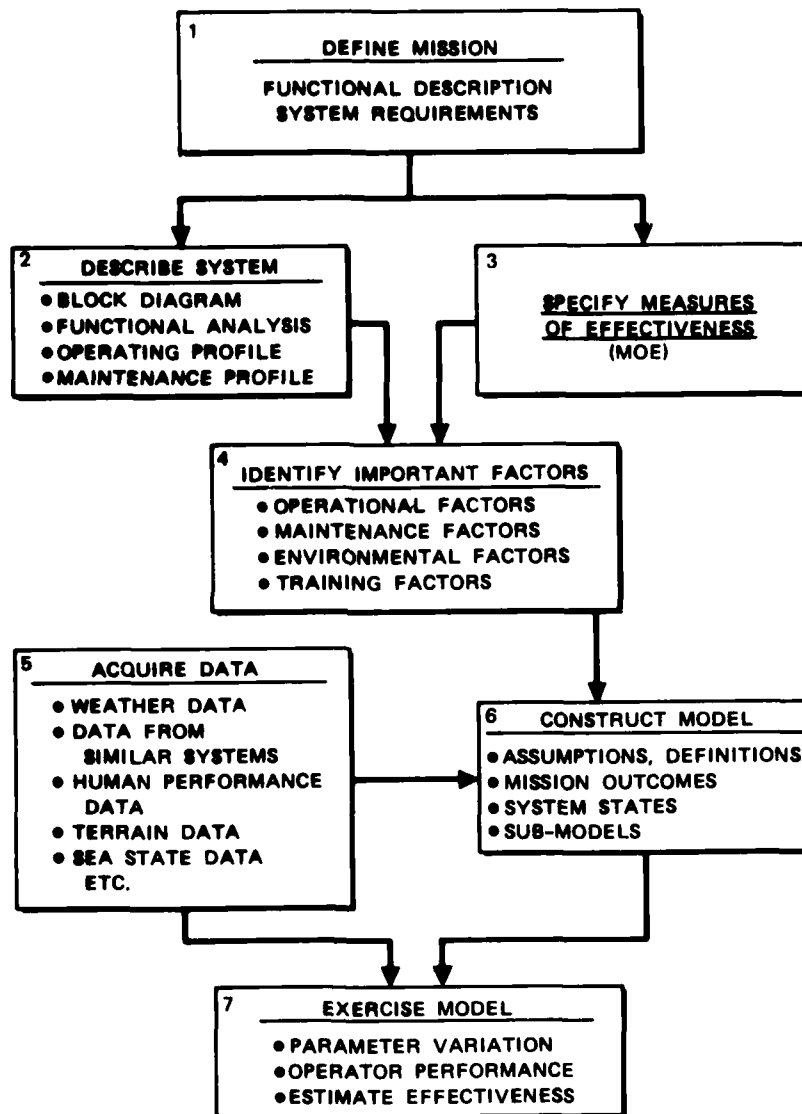 1
DEFINE MISSION
FUNCTIONAL DESCRIPTION
SYSTEM REQUIREMENTS
2
DESCRIBE SYSTEM
● BLOCK DIAGRAM
● FUNCTIONAL ANALYSIS
● OPERATING PROFILE
● MAINTENANCE PROFILE
3
SPECIFY MEASURES
OF EFFECTIVENESS
(MOE)
4
IDENTIFY IMPORTANT FACTORS
● OPERATIONAL FACTORS
● MAINTENANCE FACTORS
● ENVIRONMENTAL FACTORS
● TRAINING FACTORS
5
ACQUIRE DATA
● WEATHER DATA
● DATA FROM
SIMILAR SYSTEMS
● HUMAN PERFORMANCE
DATA
● TERRAIN DATA
● SEA STATE DATA
ETC.
6
CONSTRUCT MODEL
● ASSUMPTIONS, DEFINITIONS
● MISSION OUTCOMES
● SYSTEM STATES
● SUB-MODELS
7
EXERCISE MODEL
● PARAMETER VARIATION
● OPERATOR PERFORMANCE
● ESTIMATE EFFECTIVENESS